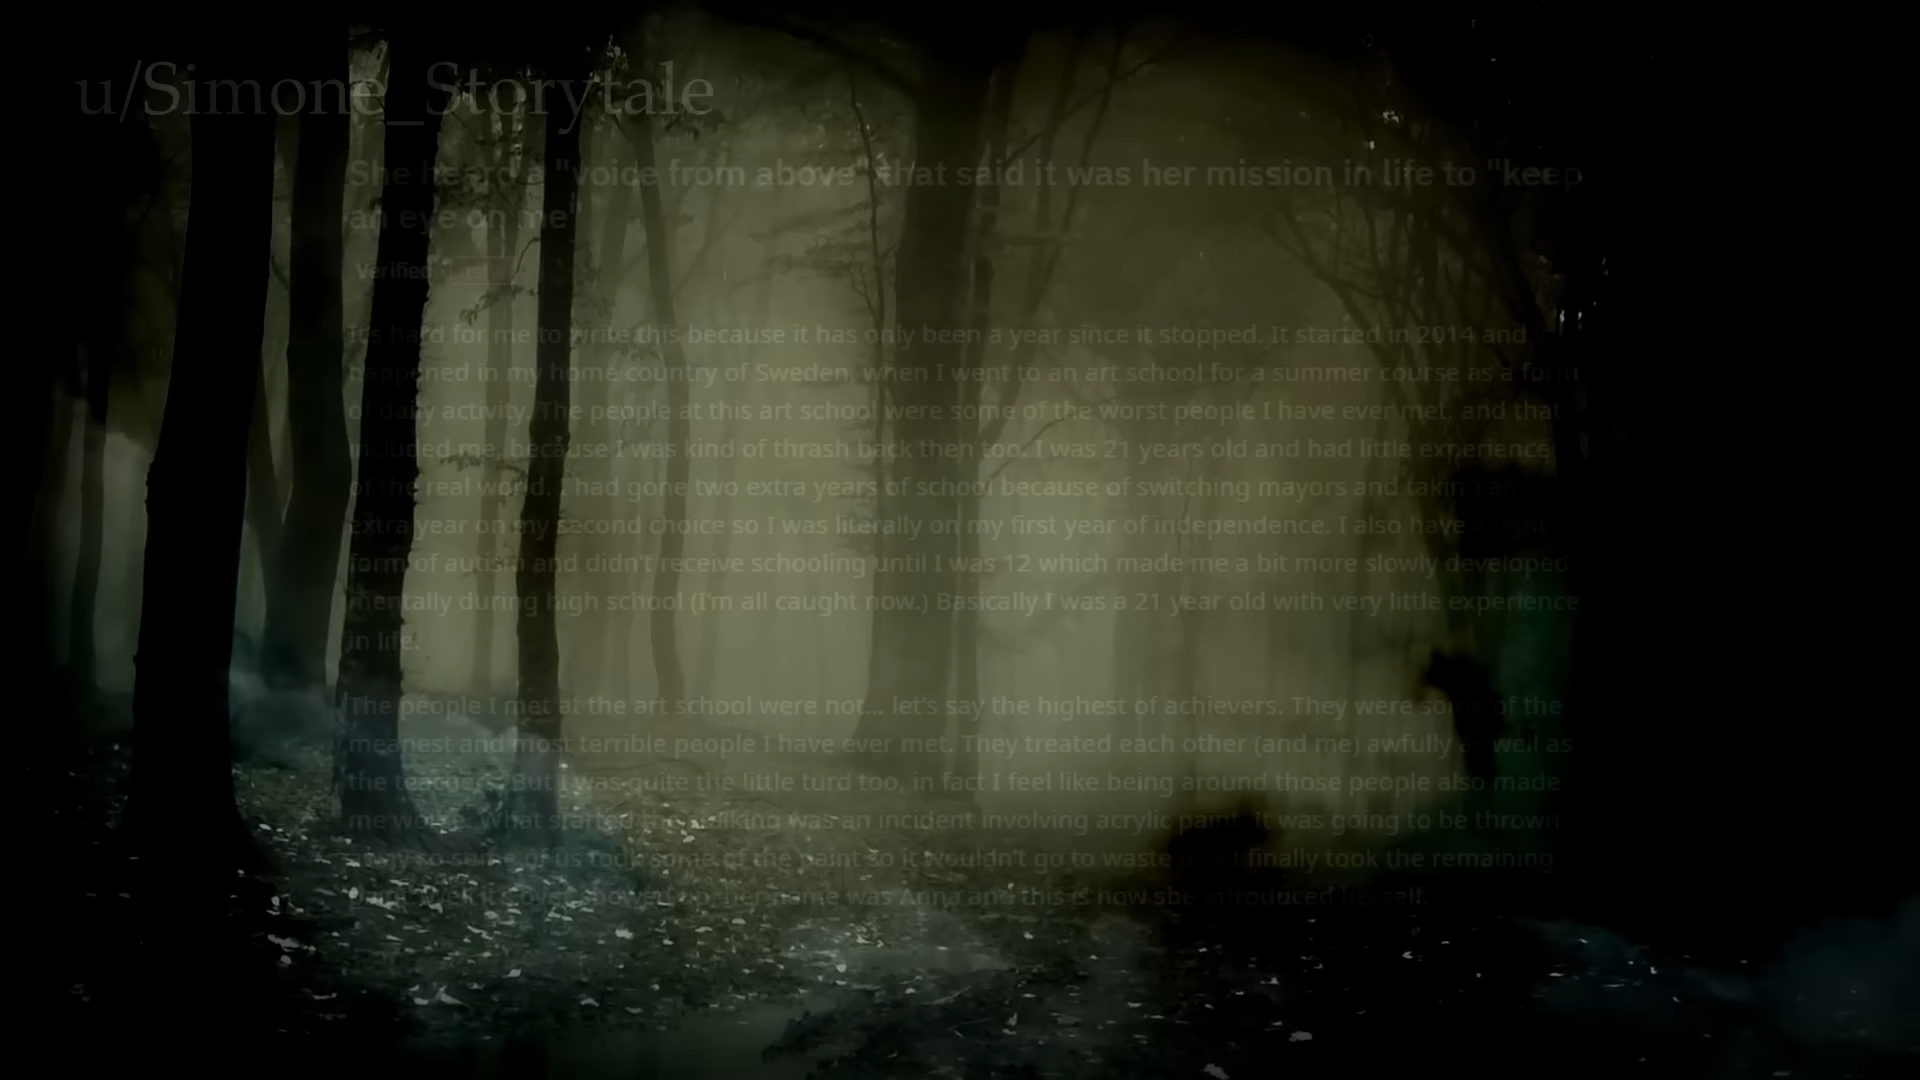 u/Simone_Storytale
She heard a "voice from above" that said it was her mission in life to "keep
an eye on me"
Verified
It's hard for me to write this because it has only been a year since it stopped. It started in 2014 and
happened in my home country of Sweden, when I went to an art school for a summer course as a form
of daily activity. The people at this art school were some of the worst people I have ever met, and that
included me, because I was kind of thrash back then too. I was 21 years old and had little experience
of the real world. I had gone two extra years of school because of switching mayors and taking an
extra year on my second choice so I was literally on my first year of independence. I also have a light
form of autism and didn't receive schooling until I was 12 which made me a bit more slowly developed
mentally during high school (I'm all caught now.) Basically I was a 21 year old with very little experience
in life.
The people I met at the art school were not... let's say the highest of achievers. They were some of the
meanest and most terrible people I have ever met. They treated each other (and me) awfully as well as
the teachers. But I was quite the little turd too, in fact I feel like being around those people also made
me worse. What started the stalking was an incident involving acrylic paint. It was going to be thrown
away so some of us took some of the paint so it wouldn't go to waste and I finally took the remaining
showed up, her name was Anna and this is how she introduced herself.